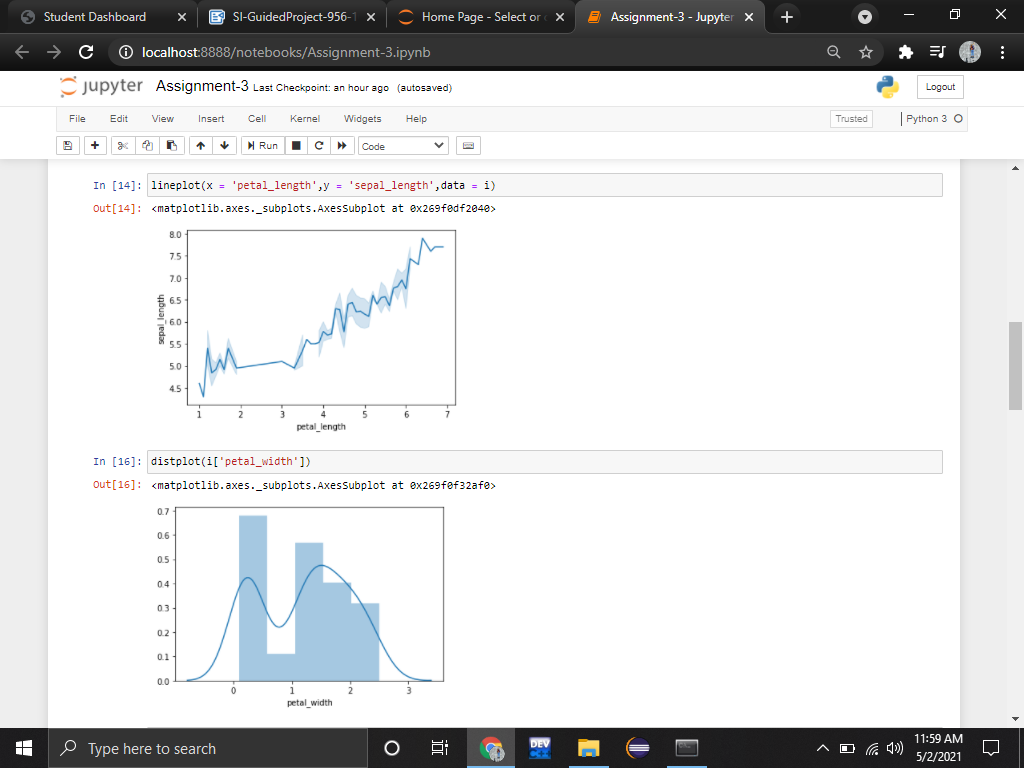 Student Dashboard
SI-GuidedProject-956-1
Home Page - Select or
Assignment-3 - Jupyter
localhost:8888/notebooks/Assignment-3.ipynb
jupyter Assignment-3 Last Checkpoint: an hour ago (autosaved)
Logout
File Edit View Insert Cell Kernel Widgets Help
Trusted
Python 3
Run
Code
In [14]: lineplot(x = 'petal_length',y = 'sepal_length',data = i)
Out[14]: <matplotlib.axes._subplots.AxesSubplot at 0x269f0df2040>
8.0
7.5
7.0
6.5
6.0
5.5
5.0
4.5
sepal_length
1 2 3 4 5 6 7
petal_length
In [16]: distplot(i['petal_width'])
Out[16]: <matplotlib.axes._subplots.AxesSubplot at 0x269f0f32af0>
0.7
0.6
0.5
0.4
0.3
0.2
0.1
0.0
0 1 2 3
petal_width
Type here to search
DEV
C++
11:59 AM
5/2/2021